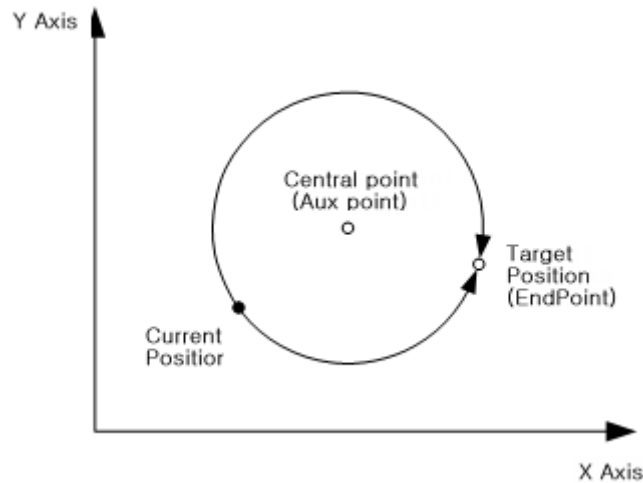 Y Axis
Central point
(Aux point)
Target
Position
(EndPoint)
Current
Positior
X Axis